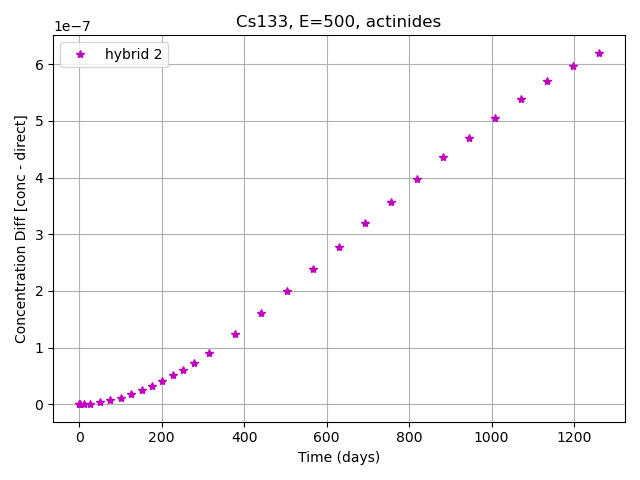 Cs133, E=500, actinides
1e−7
hybrid 2
6
5
4
3
2
1
0
Concentration Diff [conc - direct]
0 200 400 600 800 1000 1200
Time (days)